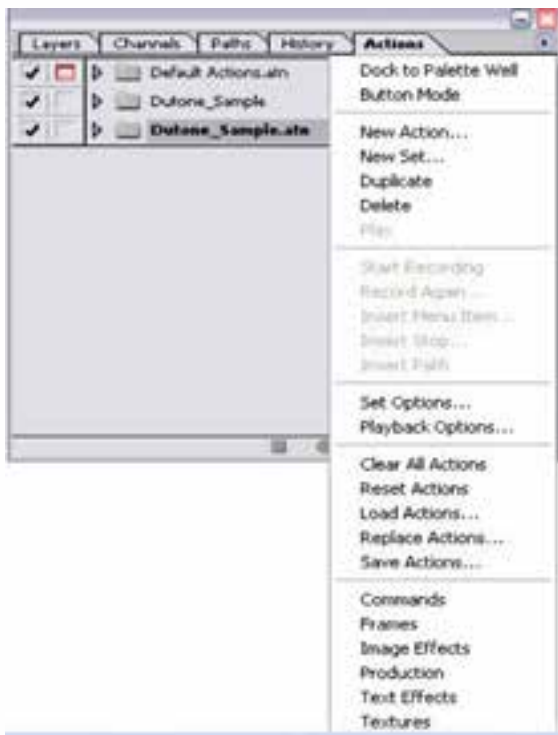 Layers Channels Paths History Actions
Default Actions.atn
Dutone_Sample
Dutone_Sample.atn
Dock to Palette Well
Button Mode
New Action...
New Set...
Duplicate
Delete
Play
Start Recording
Record Again...
Insert Menu Item...
Insert Stop...
Insert Path
Set Options...
Playback Options...
Clear All Actions
Reset Actions
Load Actions...
Replace Actions...
Save Actions...
Commands
Frames
Image Effects
Production
Text Effects
Textures